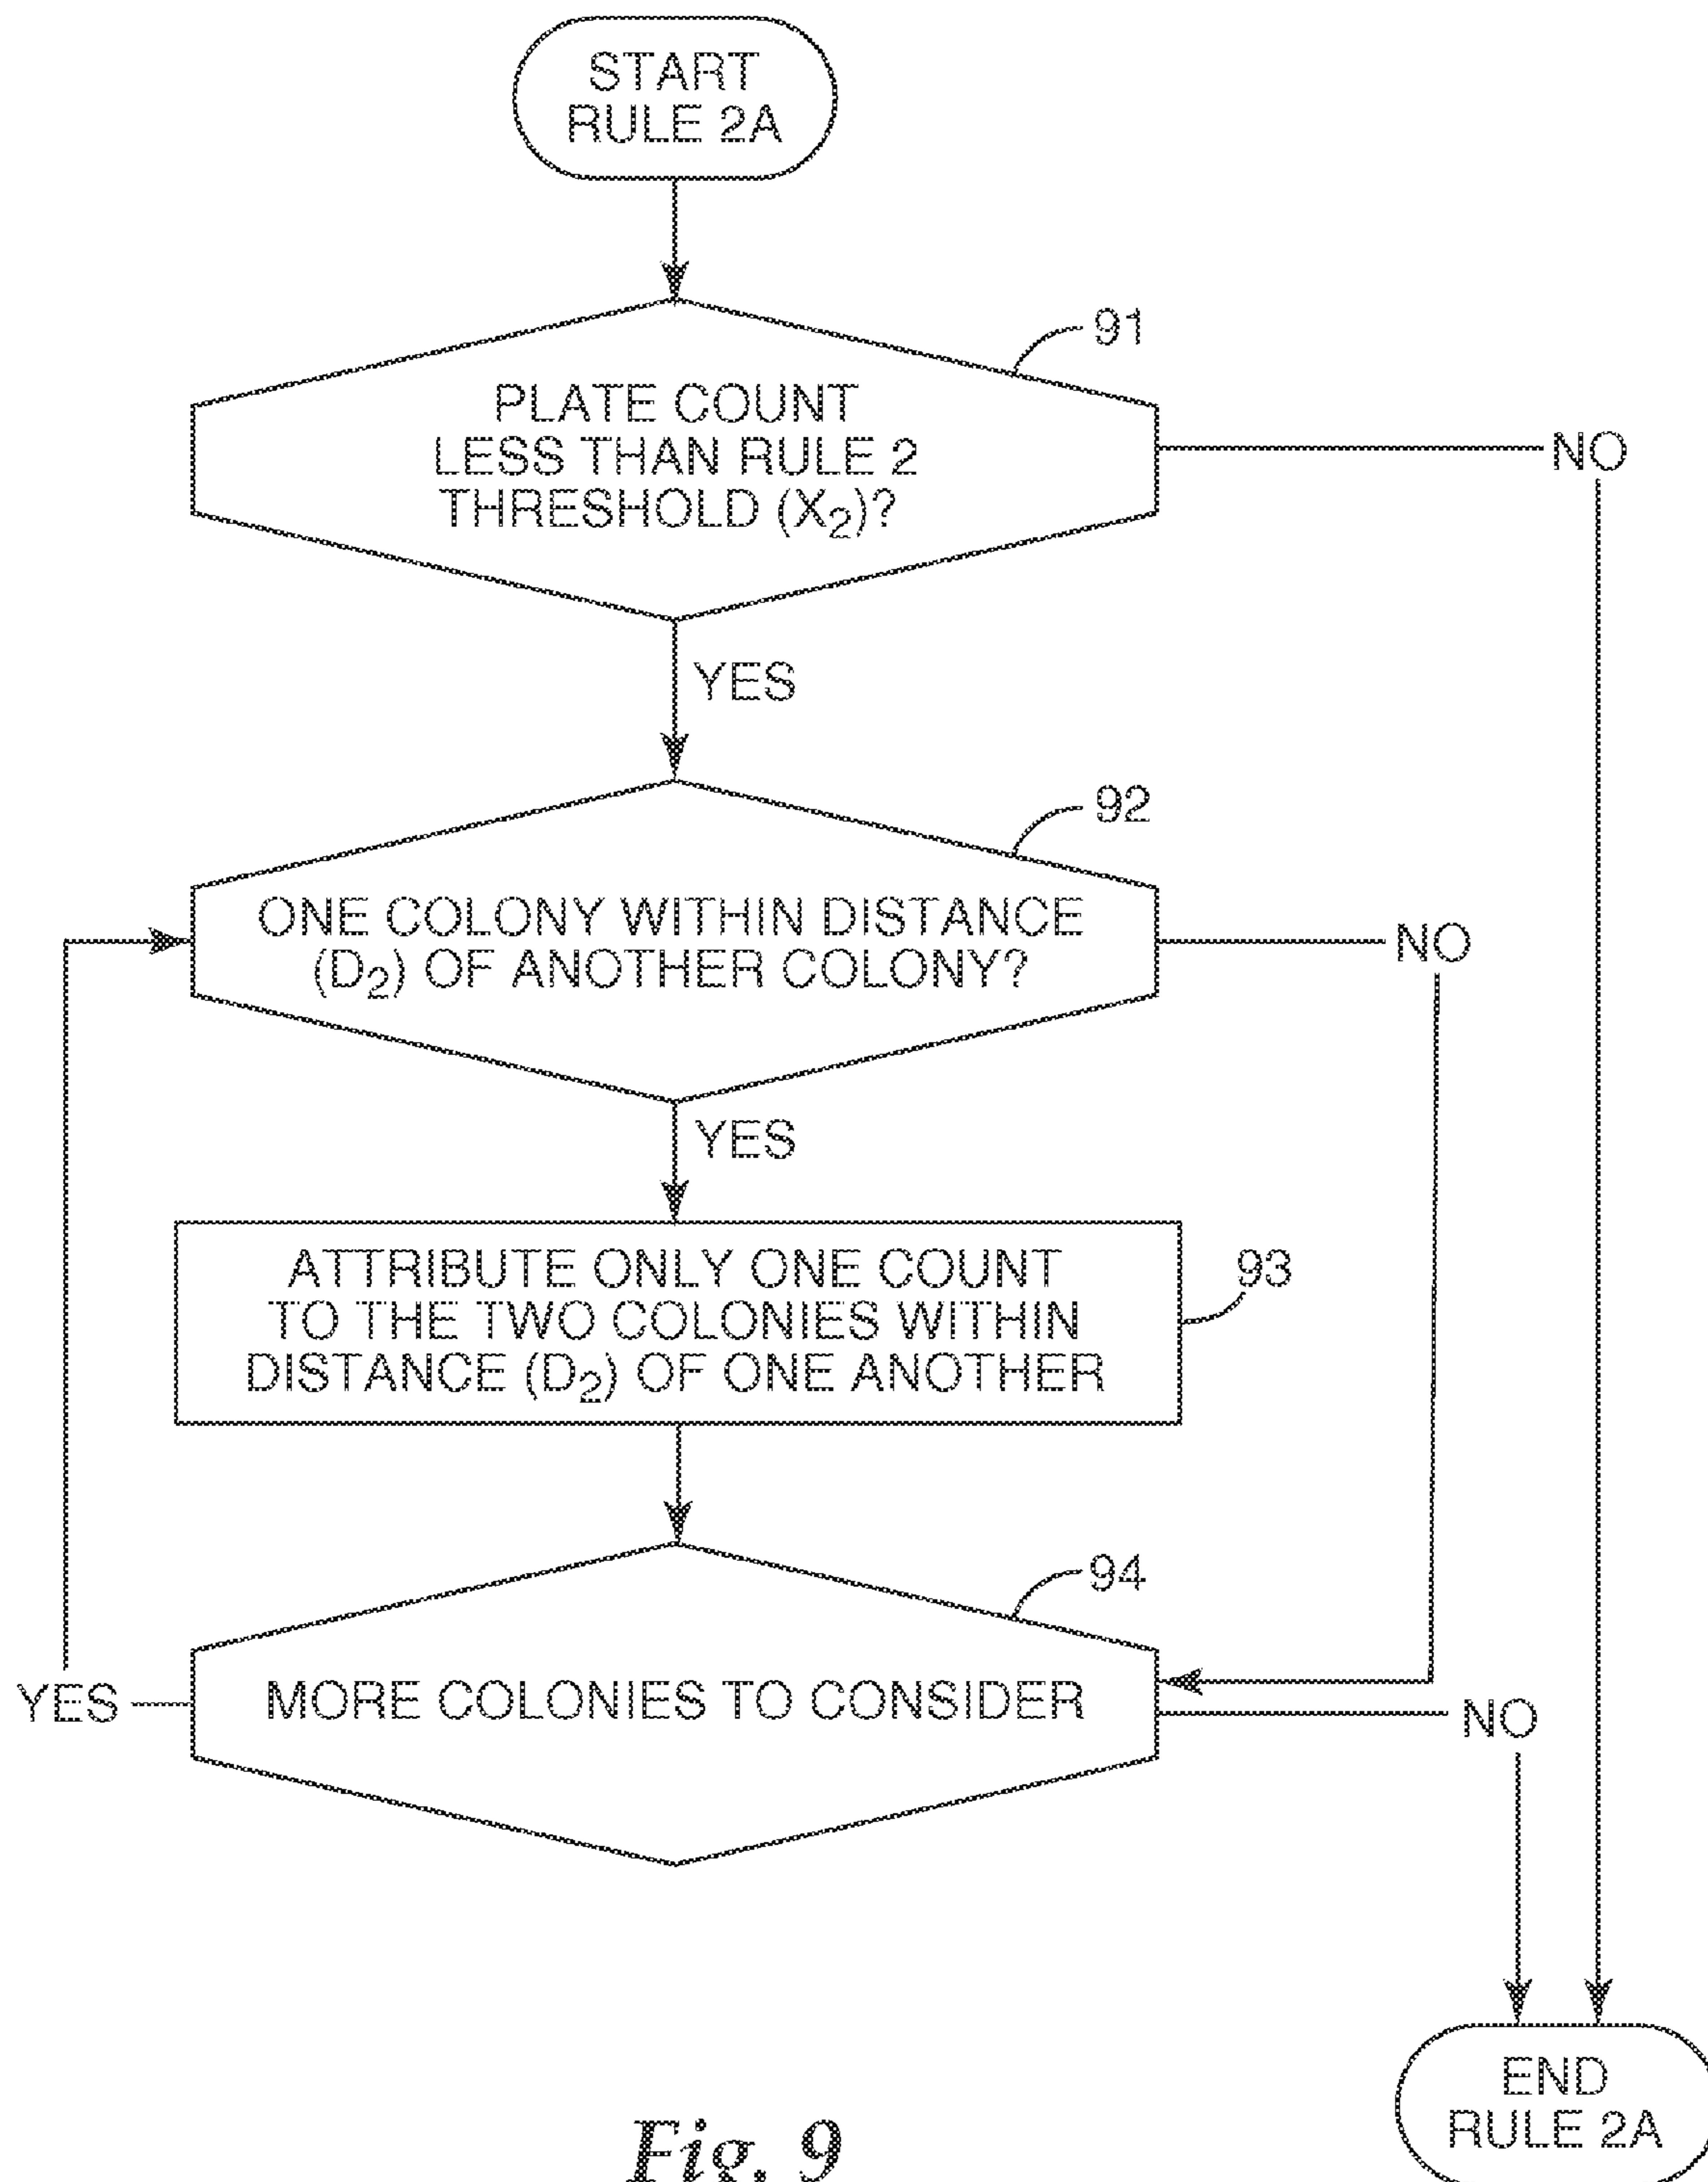 START
RULE 2A
91
PLATE COUNT
LESS THAN RULE 2
THRESHOLD (X₂)?
NO
YES
92
ONE COLONY WITHIN DISTANCE
(D₂) OF ANOTHER COLONY?
NO
YES
93
ATTRIBUTE ONLY ONE COUNT
TO THE TWO COLONIES WITHIN
DISTANCE (D₂) OF ONE ANOTHER
94
YES
MORE COLONIES TO CONSIDER
NO
END
RULE 2A
Fig. 9